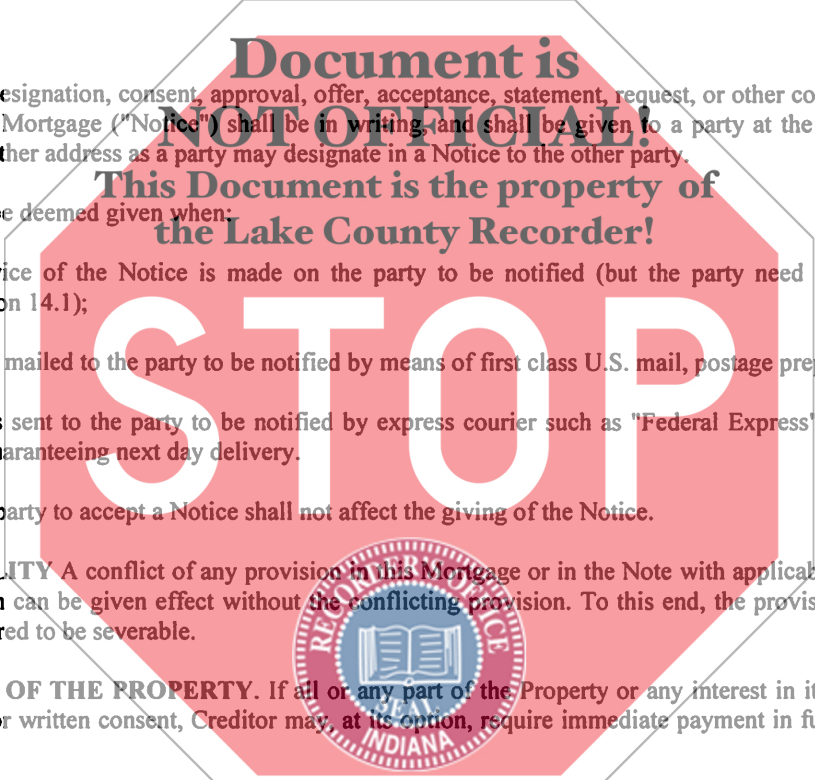 Document is
esignation, consent, approval, offer, acceptance, statement, request, or other co
NOT OFFICIAL!
Mortgage ("Notice") shall be in writing, and shall be given to a party at the
ther address as a party may designate in a Notice to the other party.
This Document is the property of
e deemed given when:
the Lake County Recorder!
ice of the Notice is made on the party to be notified (but the party need
on 14.1);
STOP
mailed to the party to be notified by means of first class U.S. mail, postage prep
s sent to the party to be notified by express courier such as "Federal Express"
aranteeing next day delivery.
party to accept a Notice shall not affect the giving of the Notice.
LITY A conflict of any provision in this Mortgage or in the Note with applicab
n can be given effect without the conflicting provision. To this end, the provis
red to be severable.
RECORDER'S OFFICE
SEAL
INDIANA
OF THE PROPERTY. If all or any part of the Property or any interest in it
r written consent, Creditor may, at its option, require immediate payment in fu